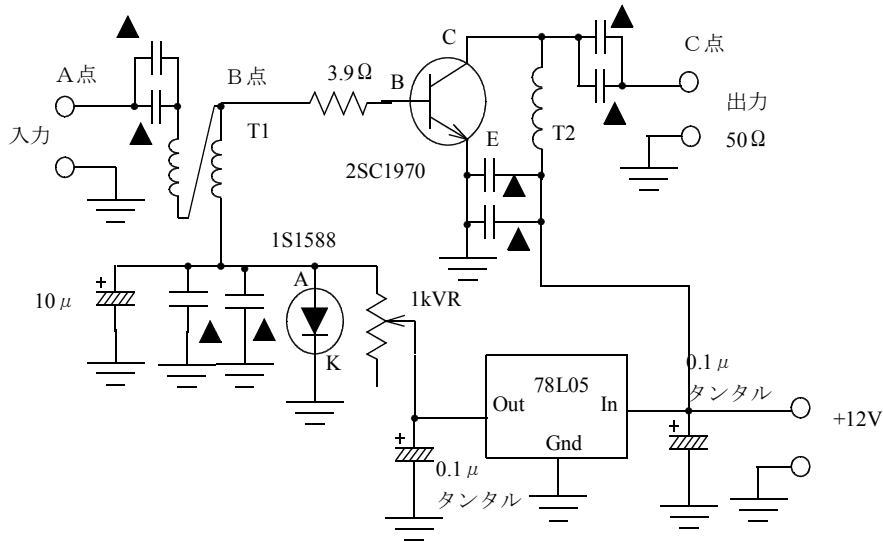 A点
入力
B点
T1
3.9Ω
B
C
E
2SC1970
T2
C点
出力
50Ω
1S1588
10μ
A
K
1kVR
78L05
Out
In
Gnd
0.1μ
タンタル
0.1μ
タンタル
+12V
+
+
+